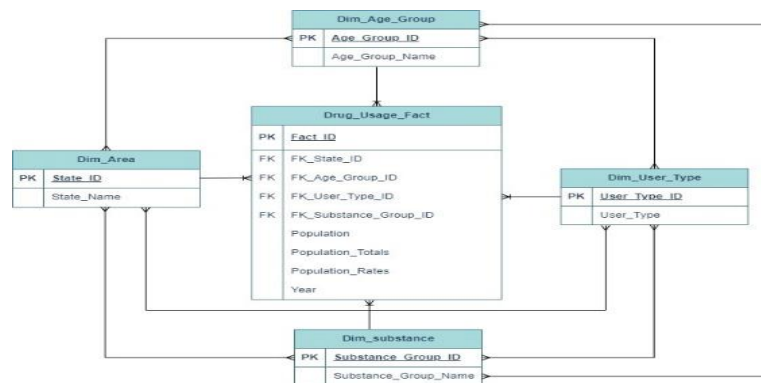 Dim_Age_Group
PK Age_Group_ID
Age_Group_Name
Drug_Usage_Fact
PK Fact_ID
FK FK_State_ID
FK FK_Age_Group_ID
FK FK_User_Type_ID
FK FK_Substance_Group_ID
Population
Population_Totals
Population_Rates
Year
Dim_Area
PK State_ID
State_Name
Dim_User_Type
PK User_Type_ID
User_Type
Dim_substance
PK Substance_Group_ID
Substance_Group_Name